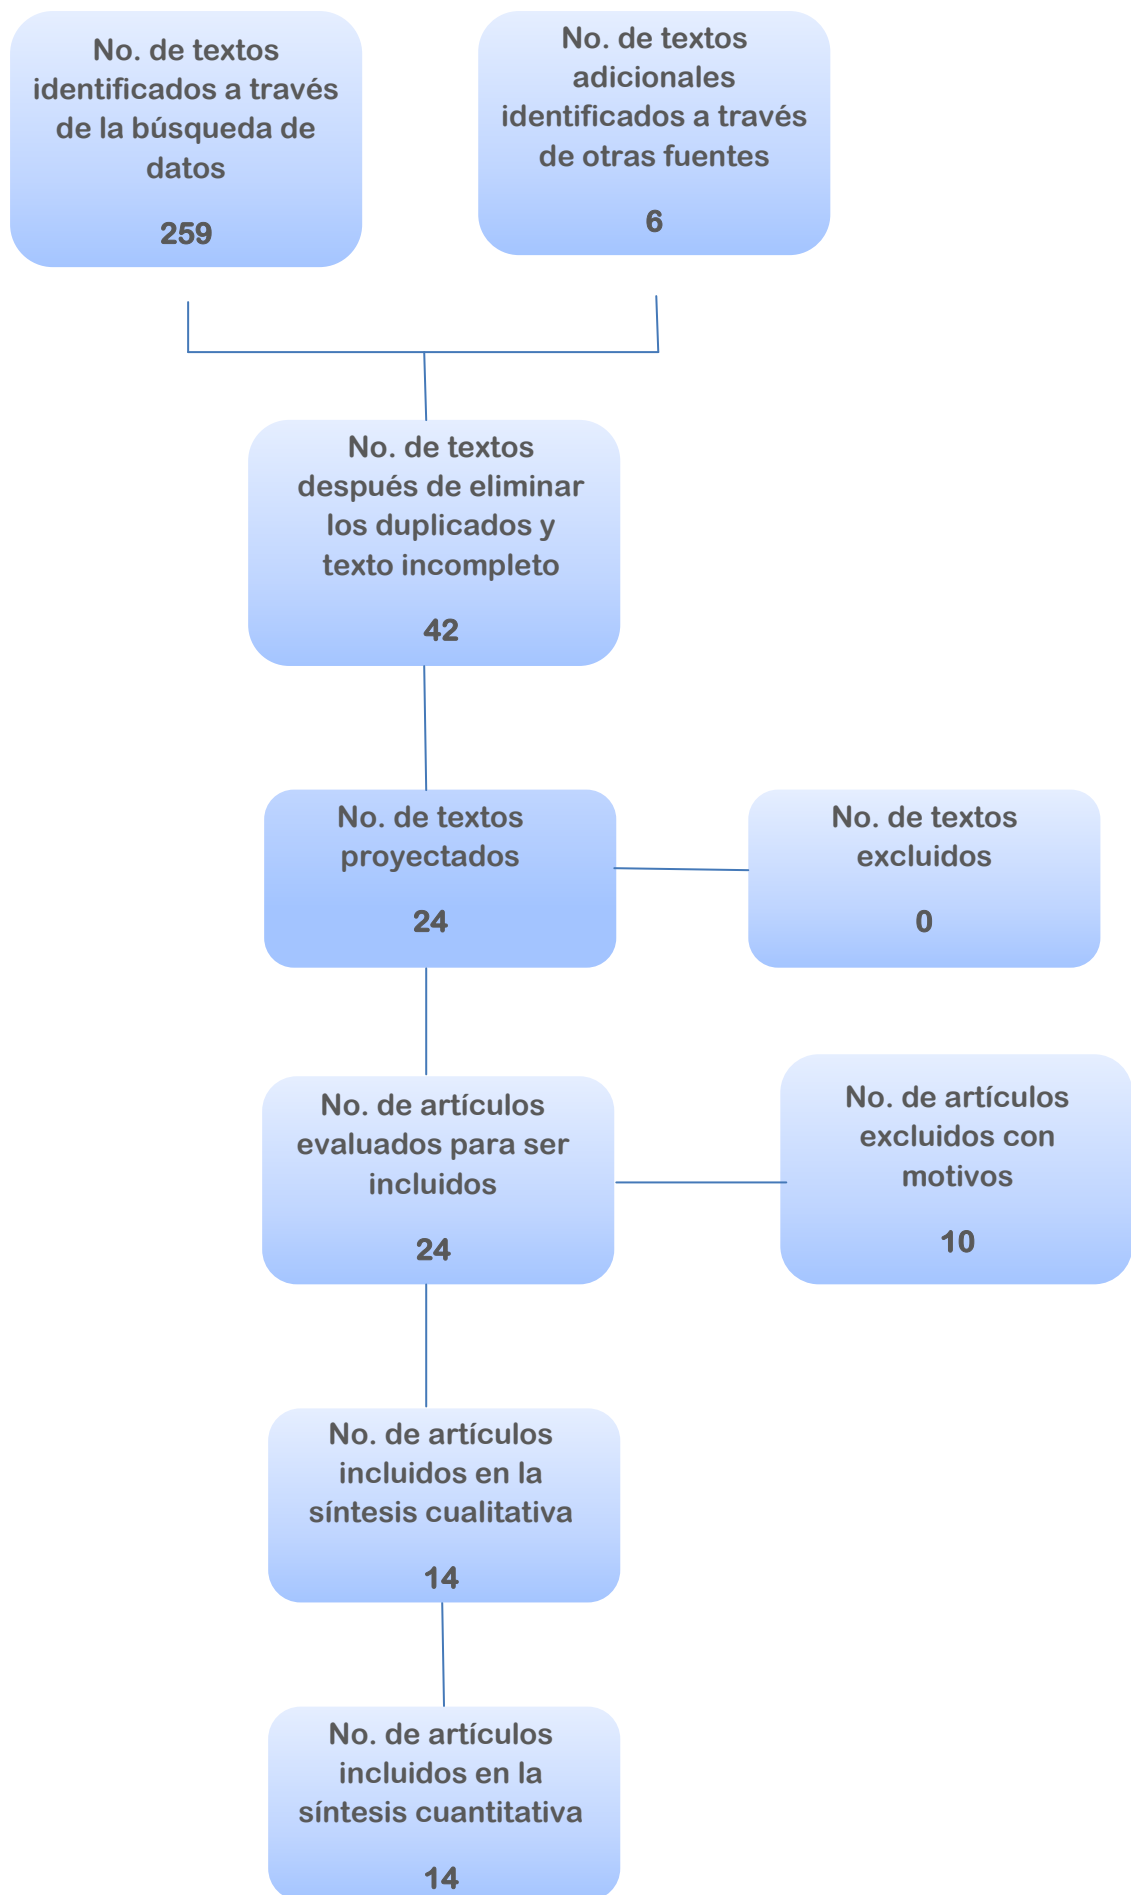 No. de textos
identificados a través
de la búsqueda de
datos
259
No. de textos
adicionales
identificados a través
de otras fuentes
6
No. de textos
después de eliminar
los duplicados y
texto incompleto
42
No. de textos
proyectados
24
No. de textos
excluidos
0
No. de artículos
evaluados para ser
incluidos
24
No. de artículos
excluidos con
motivos
10
No. de artículos
incluidos en la
síntesis cualitativa
14
No. de artículos
incluidos en la
síntesis cuantitativa
14